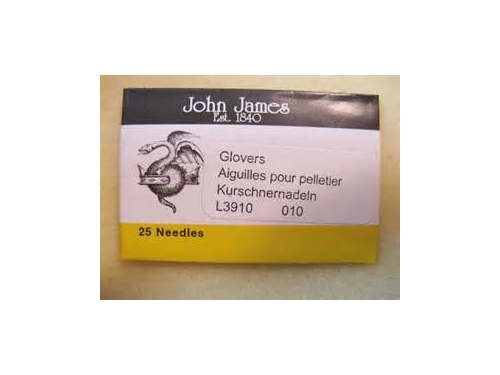 John James
Est. 1840
Glovers
Aiguilles pour pelletier
Kurschnernadeln
L3910 010
25 Needles